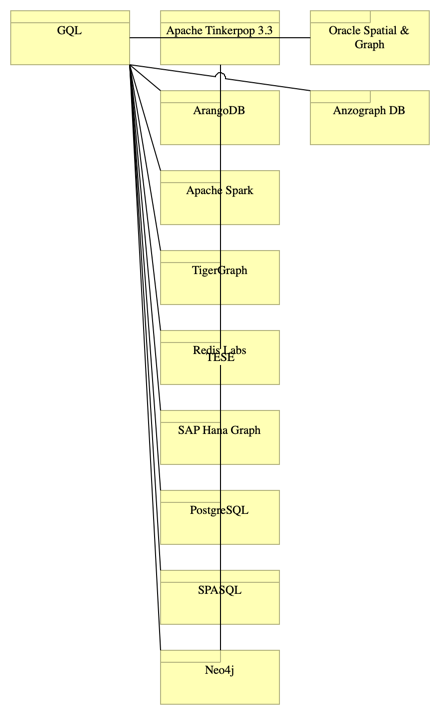 GQL
Apache Tinkerpop 3.3
Oracle Spatial &
Graph
ArangoDB
Anzograph DB
Apache Spark
TigerGraph
Redis Labs
TESE
SAP Hana Graph
PostgreSQL
SPASQL
Neo4j